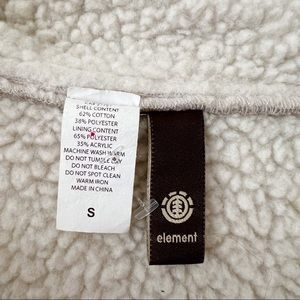 SHELL CONTENT
62% COTTON
38% POLYESTER
LINING CONTENT
65% POLYESTER
35% ACRYLIC
MACHINE WASH WARM
DO NOT TUMBLE DRY
DO NOT BLEACH
DO NOT SPOT CLEAN
WARM IRON
MADE IN CHINA
S
element